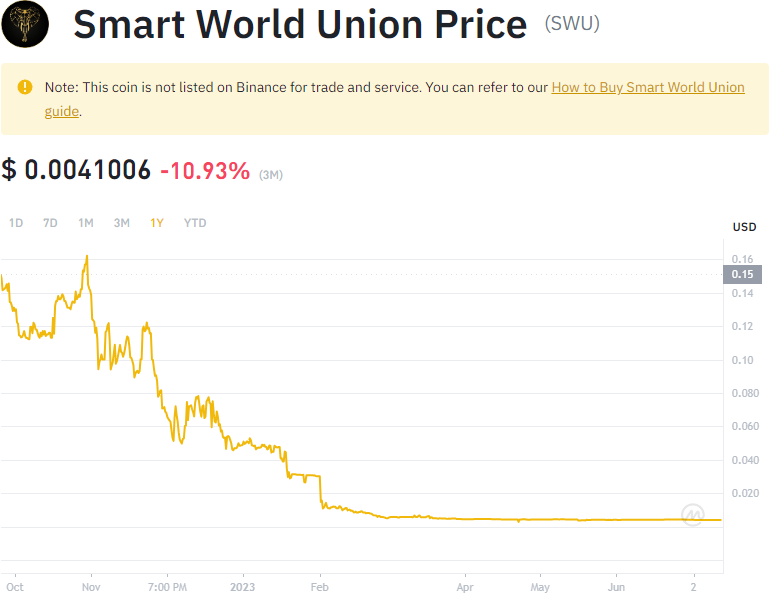 Smart World Union Price (SWU)
Note: This coin is not listed on Binance for trade and service. You can refer to our How to Buy Smart World Union
guide.
$ 0.0041006 -10.93% (3M)
1D 7D 1M 3M 1Y YTD
USD
0.16
0.15
0.14
0.12
0.10
0.080
0.060
0.040
0.020
Oct Nov 7:00 PM 2023 Feb Apr May Jun 2